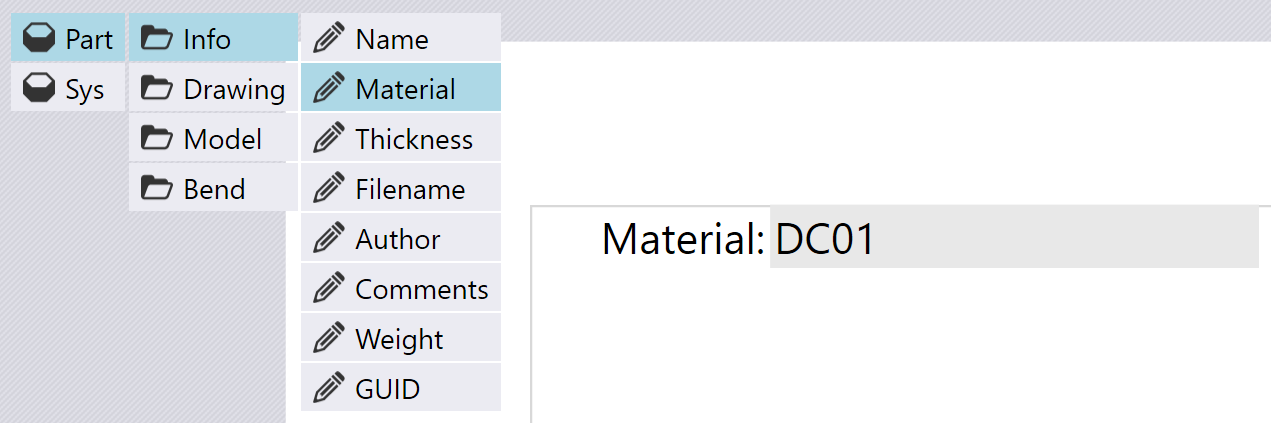 Part
Sys
Info
Drawing
Model
Bend
Name
Material
Thickness
Filename
Author
Comments
Weight
GUID
Material: DC01